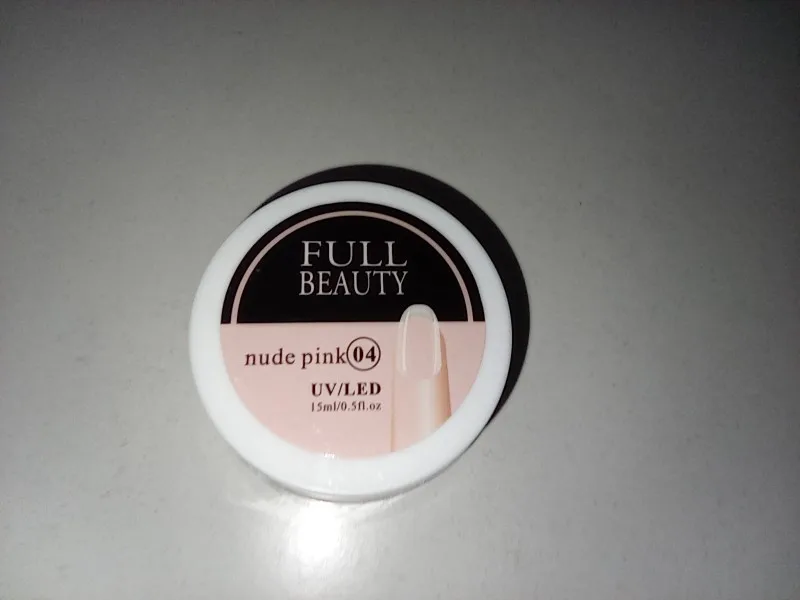 FULL
BEAUTY
nude pink 04
UV/LED
15ml/0.5fl.oz